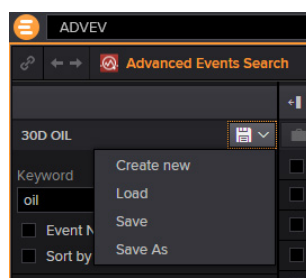 ADVEV
Advanced Events Search
30D OIL
Create new
Keyword
Load
oil
Save
Event N
Save As
Sort by